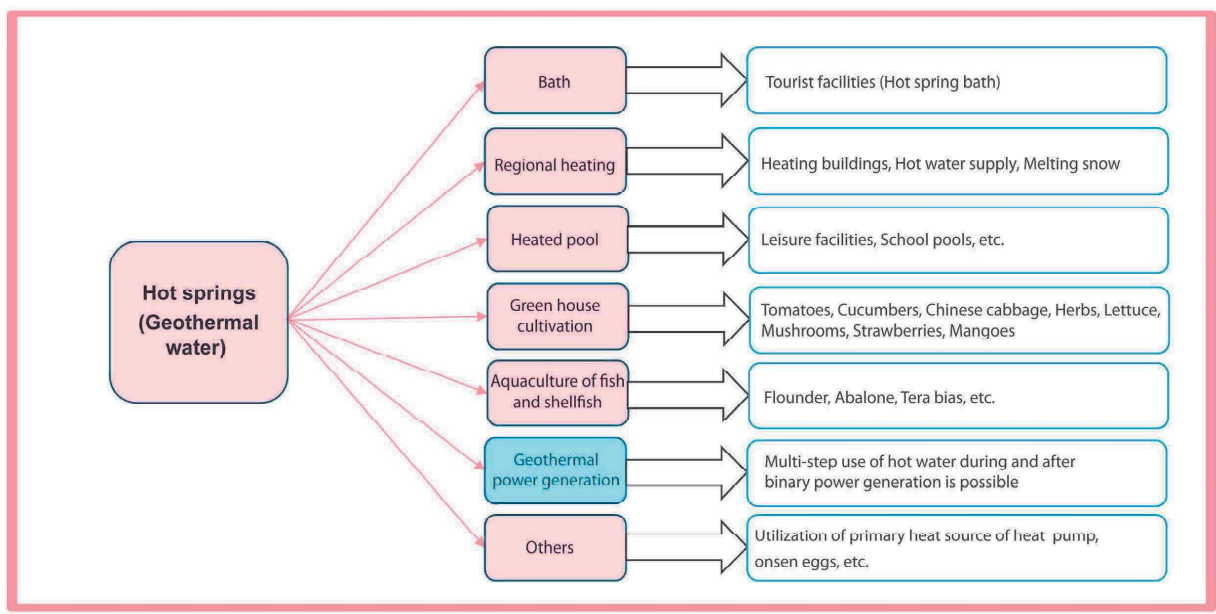 Hot springs
(Geothermal
water)
Bath
Tourist facilities (Hot spring bath)
Regional heating
Heating buildings, Hot water supply, Melting snow
Heated pool
Leisure facilities, School pools, etc.
Green house
cultivation
Tomatoes, Cucumbers, Chinese cabbage, Herbs, Lettuce,
Mushrooms, Strawberries, Mangoes
Aquaculture of fish
and shellfish
Flounder, Abalone, Tera bias, etc.
Geothermal
power generation
Multi-step use of hot water during and after
binary power generation is possible
Others
Utilization of primary heat source of heat pump,
onsen eggs, etc.